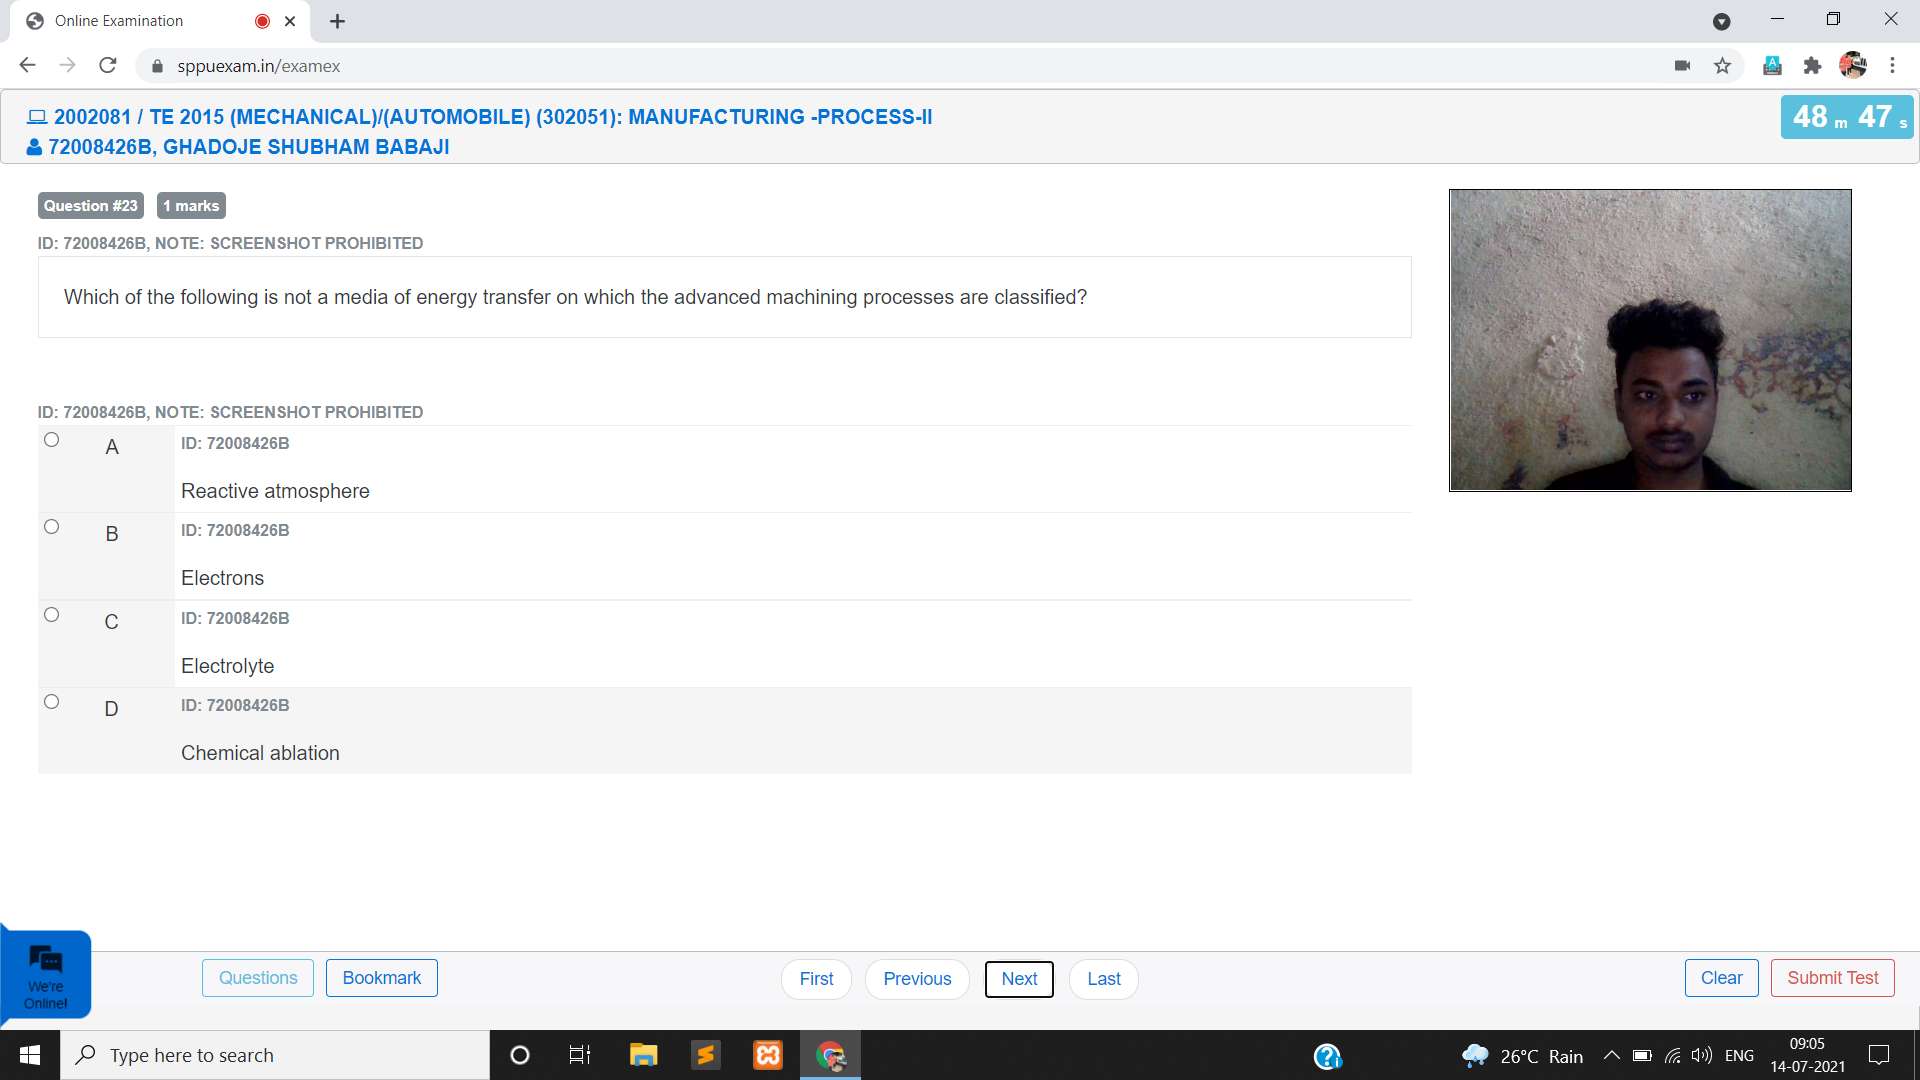 Online Examination
sppuexam.in/examex
2002081 / TE 2015 (MECHANICAL)/(AUTOMOBILE) (302051): MANUFACTURING -PROCESS-II
48 m 47 s
72008426B, GHADOJE SHUBHAM BABAJI
Question #23 1 marks
ID: 72008426B, NOTE: SCREENSHOT PROHIBITED
Which of the following is not a media of energy transfer on which the advanced machining processes are classified?
ID: 72008426B, NOTE: SCREENSHOT PROHIBITED
A
ID: 72008426B
Reactive atmosphere
B
ID: 72008426B
Electrons
C
ID: 72008426B
Electrolyte
D
ID: 72008426B
Chemical ablation
We're
Online!
Questions Bookmark First Previous Next Last Clear Submit Test
Type here to search
26°C Rain
ENG
09:05
14-07-2021